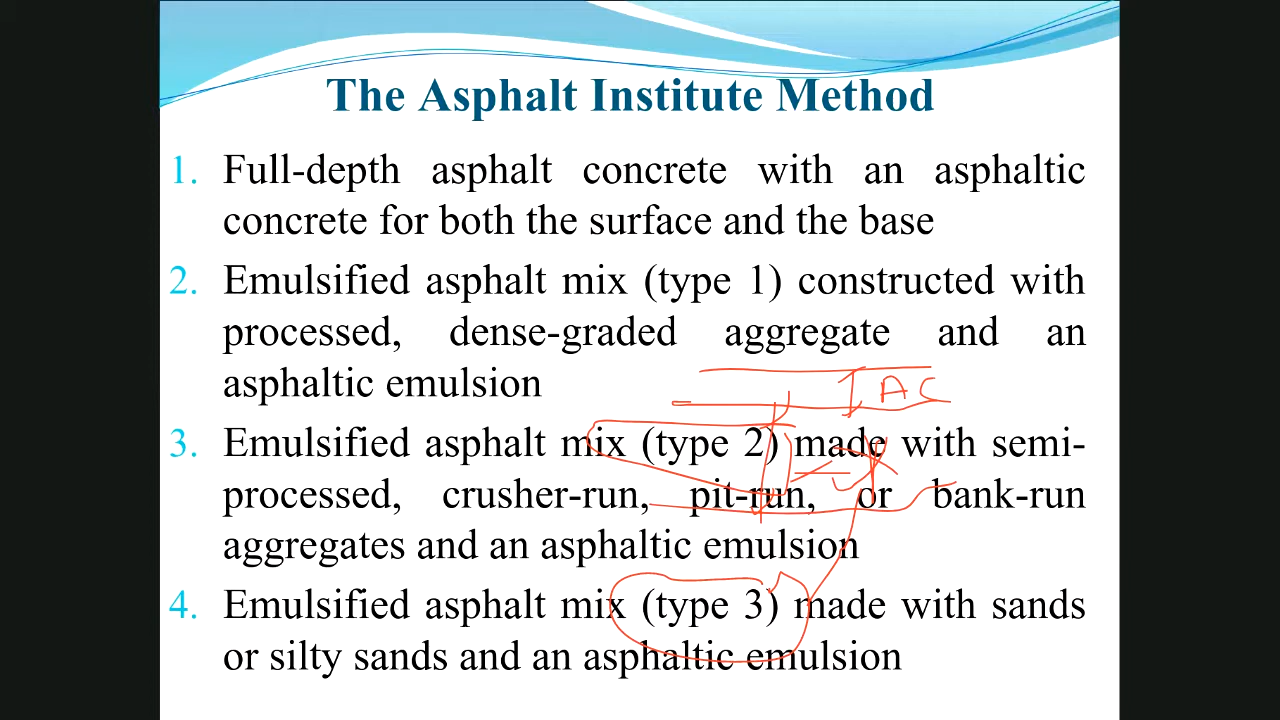 The Asphalt Institute Method
1. Full-depth asphalt concrete with an asphaltic
concrete for both the surface and the base
2. Emulsified asphalt mix (type 1) constructed with
processed, dense-graded aggregate and an
asphaltic emulsion
AC
3. Emulsified asphalt mix (type 2) made with semi-
processed, crusher-run, pit-run, or bank-run
aggregates and an asphaltic emulsion
4. Emulsified asphalt mix (type 3) made with sands
or silty sands and an asphaltic emulsion